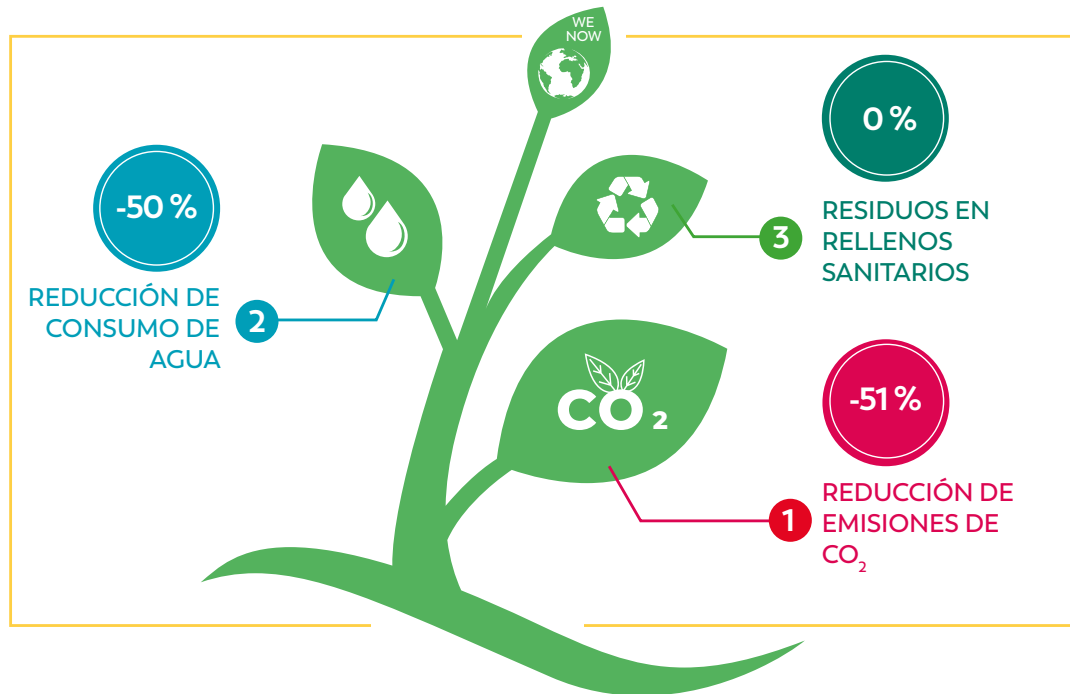 WE
NOW
0 %
3
RESIDUOS EN
RELLENOS
SANITARIOS
-50 %
REDUCCIÓN DE
CONSUMO DE
AGUA
2
CO₂
-51 %
1
REDUCCIÓN DE
EMISIONES DE
CO₂